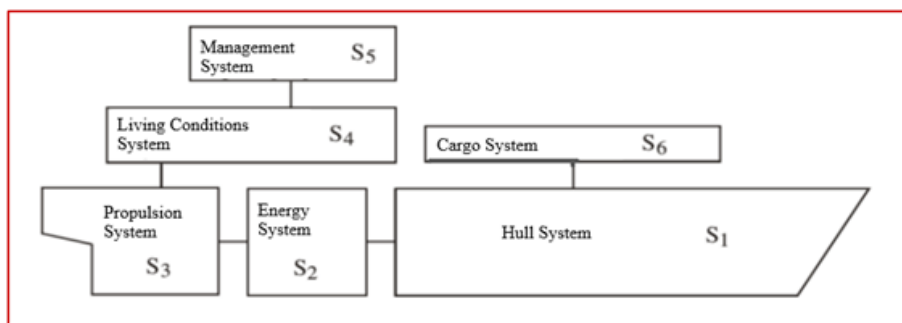 Management
System
S5
Living Conditions
System
S4
Cargo System
S6
Propulsion
System
S3
Energy
System
S2
Hull System
S1